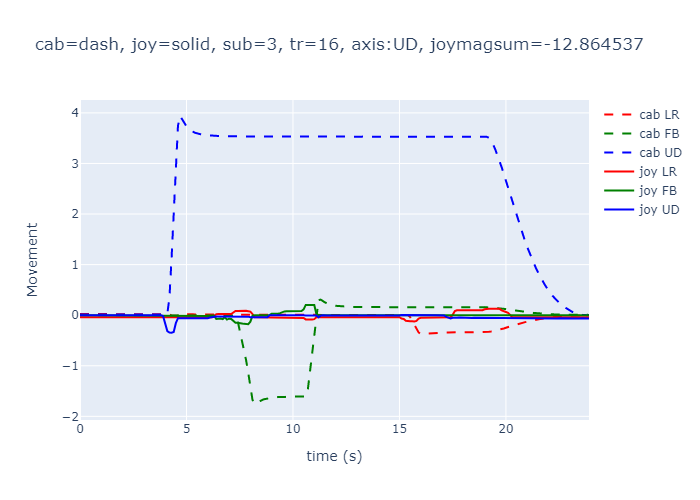 cab=dash, joy=solid, sub=3, tr=16, axis:UD, joymagsum=-12.864537
4
3
2
1
0
−1
−2
Movement
0
5
10
15
20
time (s)
cab LR
cab FB
cab UD
joy LR
joy FB
joy UD